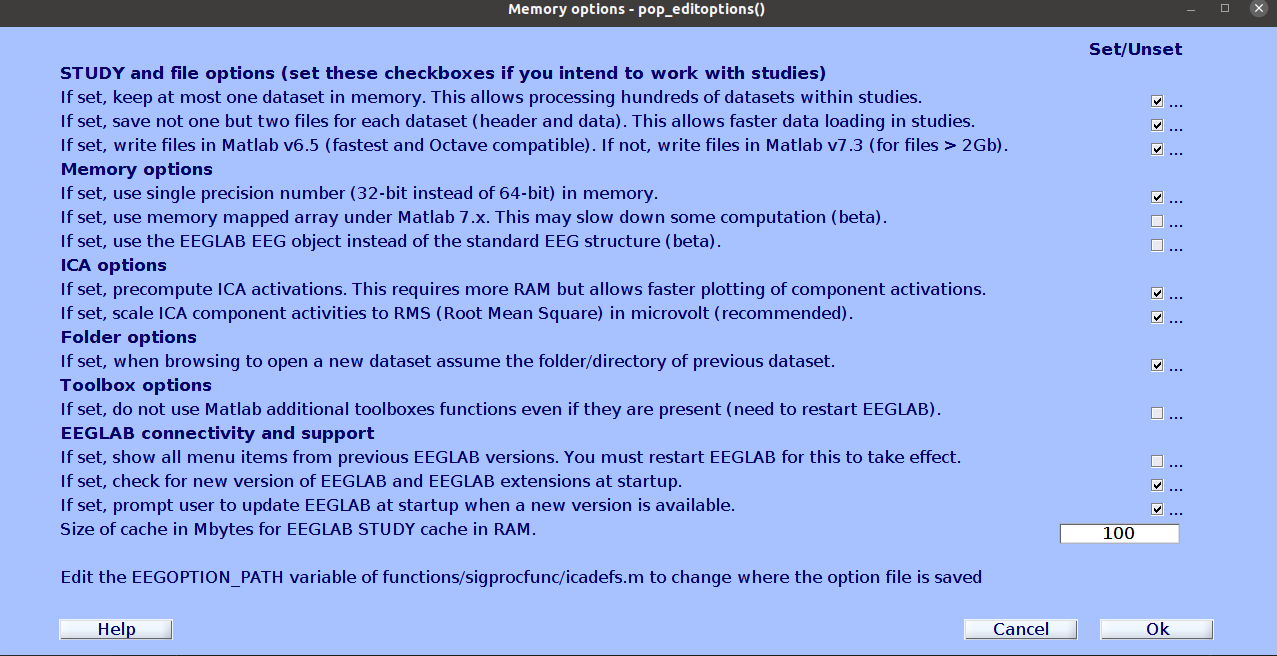 Memory options - pop_editoptions()
Set/Unset
STUDY and file options (set these checkboxes if you intend to work with studies)
If set, keep at most one dataset in memory. This allows processing hundreds of datasets within studies. ...
If set, save not one but two files for each dataset (header and data). This allows faster data loading in studies. ...
If set, write files in Matlab v6.5 (fastest and Octave compatible). If not, write files in Matlab v7.3 (for files > 2Gb). ...
Memory options
If set, use single precision number (32-bit instead of 64-bit) in memory. ...
If set, use memory mapped array under Matlab 7.x. This may slow down some computation (beta). ...
If set, use the EEGLAB EEG object instead of the standard EEG structure (beta). ...
ICA options
If set, precompute ICA activations. This requires more RAM but allows faster plotting of component activations. ...
If set, scale ICA component activities to RMS (Root Mean Square) in microvolt (recommended). ...
Folder options
If set, when browsing to open a new dataset assume the folder/directory of previous dataset. ...
Toolbox options
If set, do not use Matlab additional toolboxes functions even if they are present (need to restart EEGLAB). ...
EEGLAB connectivity and support
If set, show all menu items from previous EEGLAB versions. You must restart EEGLAB for this to take effect. ...
If set, check for new version of EEGLAB and EEGLAB extensions at startup. ...
If set, prompt user to update EEGLAB at startup when a new version is available. ...
Size of cache in Mbytes for EEGLAB STUDY cache in RAM. 100
Edit the EEGOPTION_PATH variable of functions/sigprocfunc/icadefs.m to change where the option file is saved
Help Cancel Ok